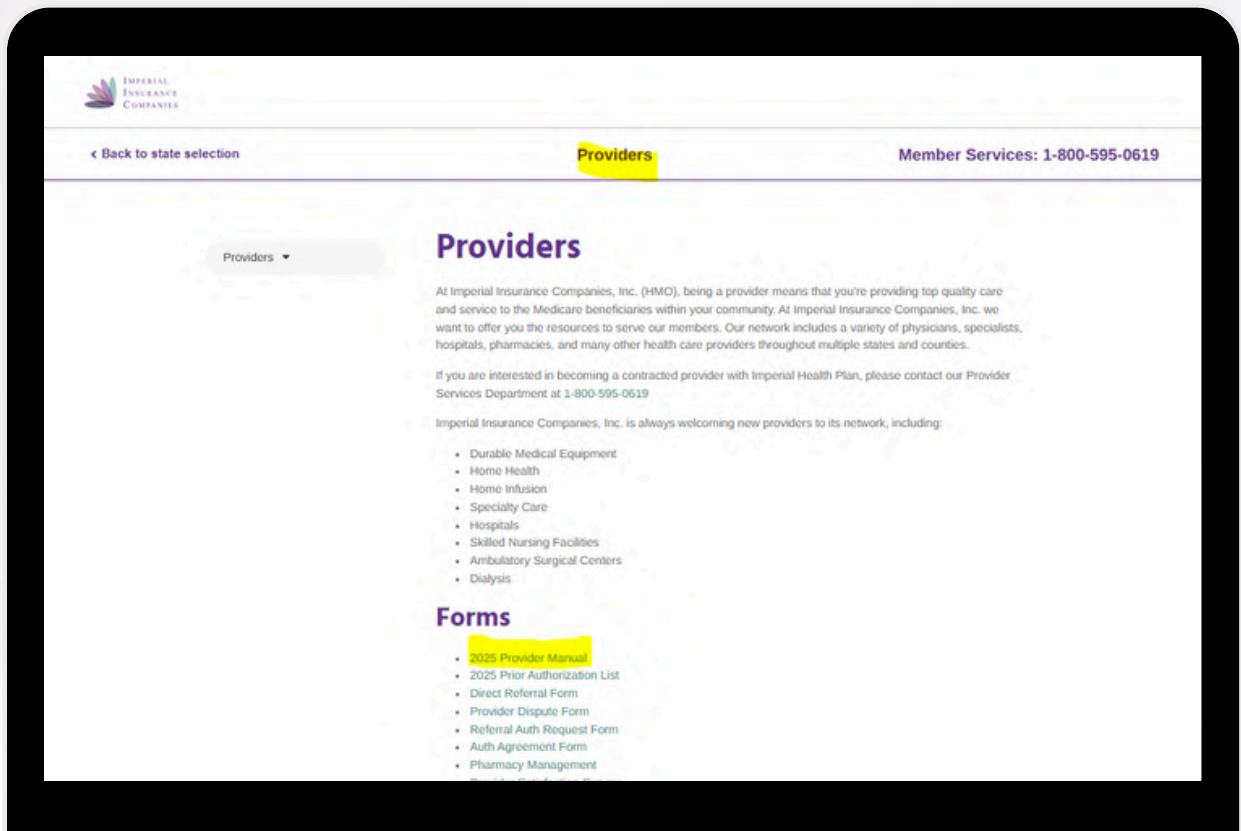 IMPERIAL
INSURANCE
COMPANIES
‹ Back to state selection
Providers
Member Services: 1-800-595-0619
Providers
Providers
At Imperial Insurance Companies, Inc. (HMO), being a provider means that you're providing top quality care
and service to the Medicare beneficiaries within your community. At Imperial Insurance Companies, Inc. we
want to offer you the resources to serve our members. Our network includes a variety of physicians, specialists,
hospitals, pharmacies, and many other health care providers throughout multiple states and counties.
If you are interested in becoming a contracted provider with Imperial Health Plan, please contact our Provider
Services Department at 1-800-595-0619
Imperial Insurance Companies, Inc. is always welcoming new providers to its network, including:
• Durable Medical Equipment
• Home Health
• Home Infusion
• Specialty Care
• Hospitals
• Skilled Nursing Facilities
• Ambulatory Surgical Centers
• Dialysis
Forms
• 2025 Provider Manual
• 2025 Prior Authorization List
• Direct Referral Form
• Provider Dispute Form
• Referral Auth Request Form
• Auth Agreement Form
• Pharmacy Management